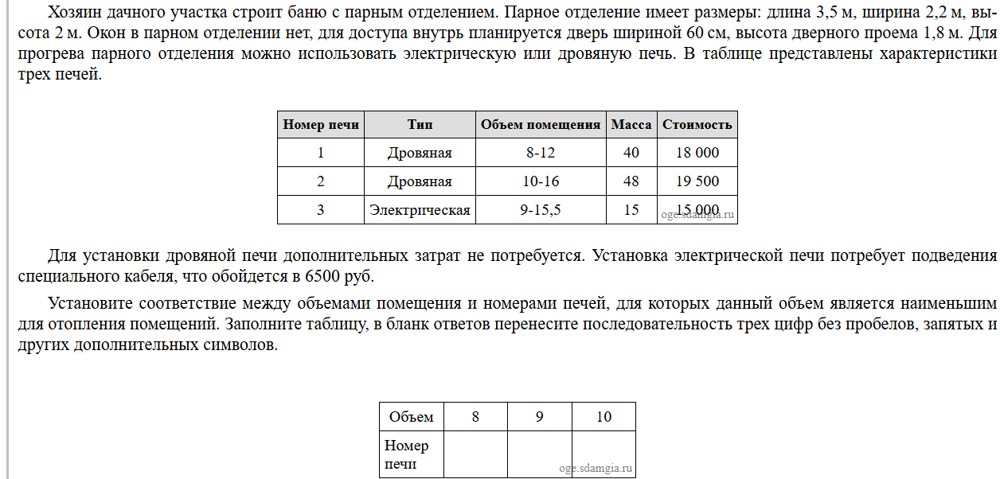 Хозяин дачного участка строит баню с парным отделением. Парное отделение имеет размеры: длина 3,5 м, ширина 2,2 м, вы-
сота 2 м. Окон в парном отделении нет, для доступа внутрь планируется дверь шириной 60 см, высота дверного проема 1,8 м. Для
прогрева парного отделения можно использовать электрическую или дровяную печь. В таблице представлены характеристики
трех печей.
Номер печи Тип Объем помещения Масса Стоимость
1 Дровяная 8-12 40 18 000
2 Дровяная 10-16 48 19 500
3 Электрическая 9-15,5 15 15 000
oge.sdamgia.ru
Для установки дровяной печи дополнительных затрат не потребуется. Установка электрической печи потребует подведения
специального кабеля, что обойдется в 6500 руб.
Установите соответствие между объемами помещения и номерами печей, для которых данный объем является наименьшим
для отопления помещений. Заполните таблицу, в бланк ответов перенесите последовательность трех цифр без пробелов, запятых и
других дополнительных символов.
Объем 8 9 10
Номер
печи
oge.sdamgia.ru